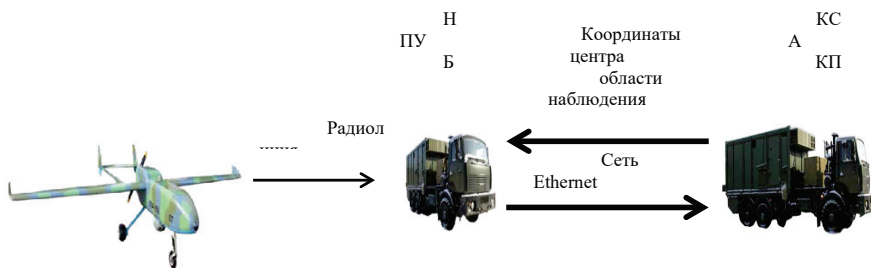 Н
ПУ
Б
КС
А
КП
Координаты
центра
области
наблюдения
Радиол
Сеть
Ethernet